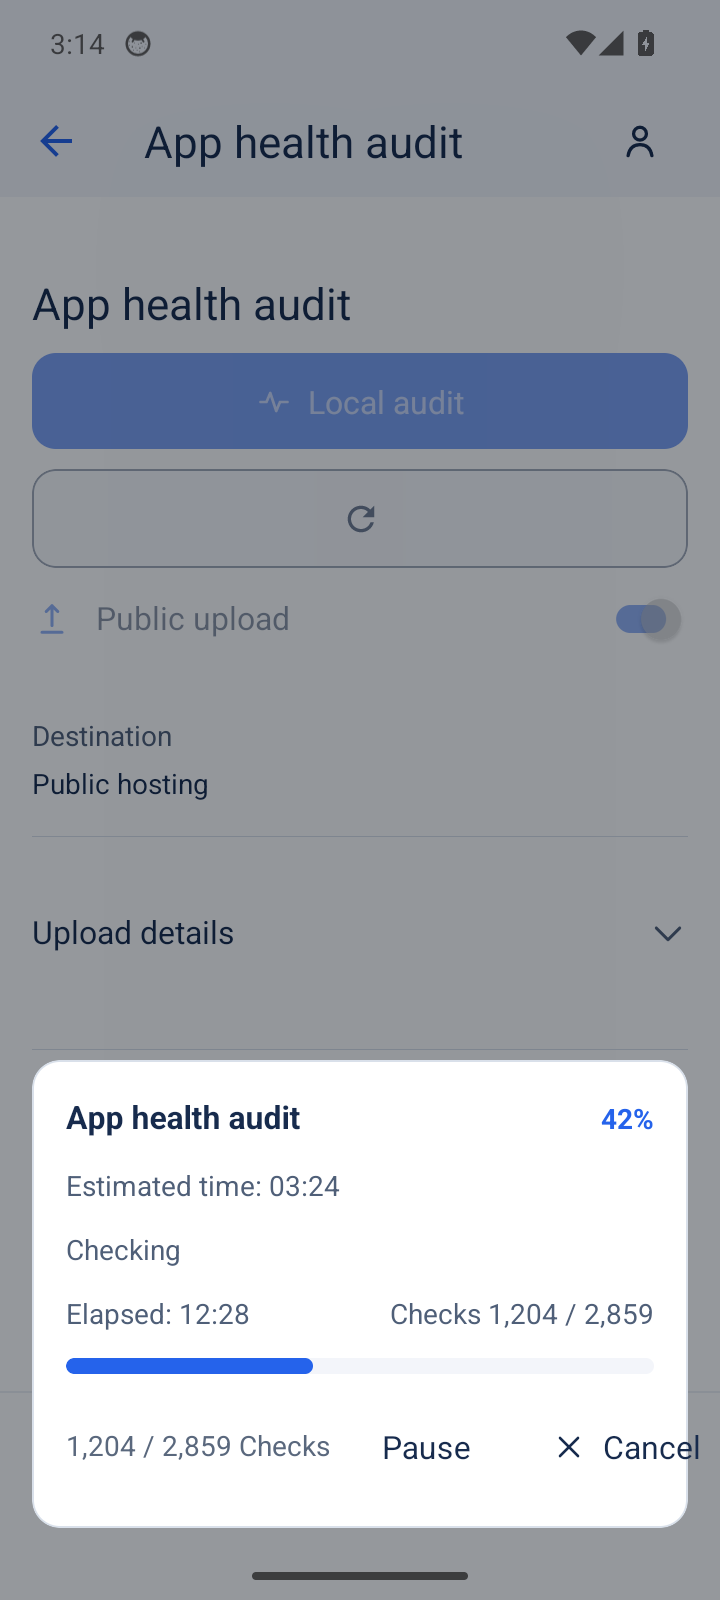 3:14
App health audit
App health audit
Local audit
Public upload
Destination
Public hosting
Upload details
App health audit 42%
Estimated time: 03:24
Checking
Elapsed: 12:28 Checks 1,204 / 2,859
1,204 / 2,859 Checks Pause Cancel